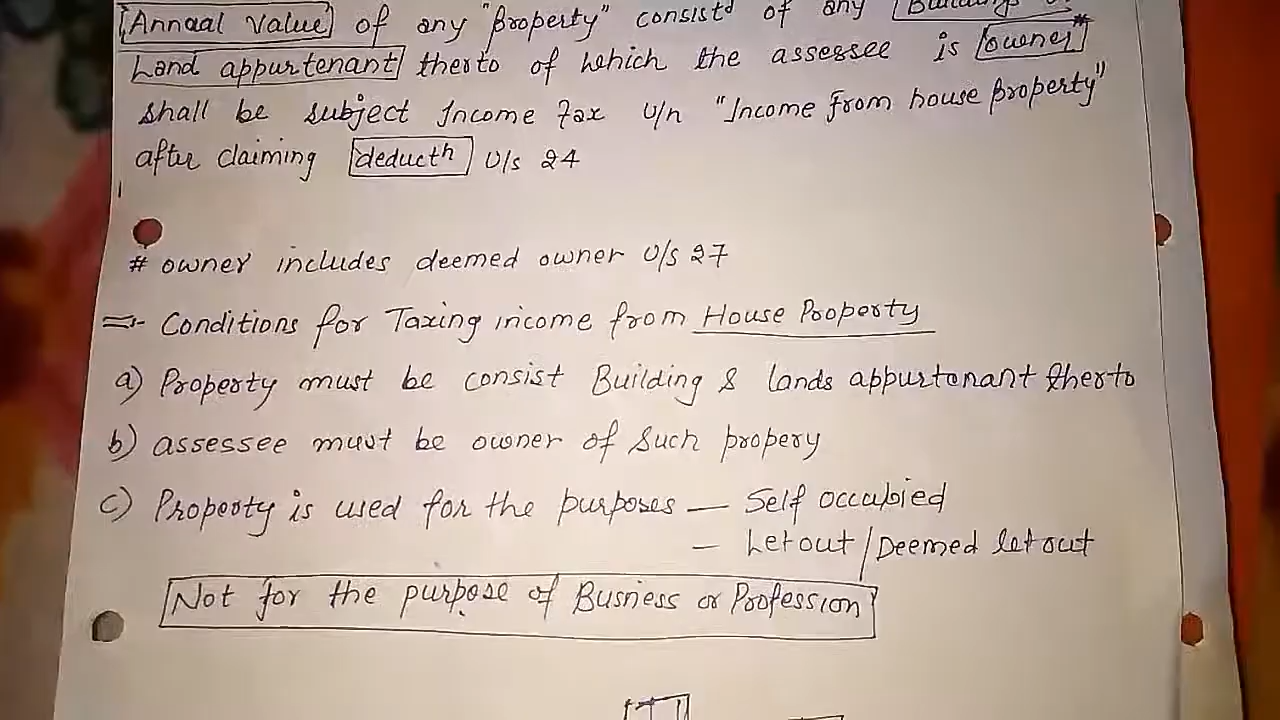 Annual Value of any "property" consist^d of any Buildings or
Land appurtenant therto of which the assessee is owner*
shall be subject Income Tax U/h "Income from house property"
after claiming deduct^n U/s 24
# owner includes deemed owner U/s 27
=> Conditions for Taxing income from House Property
a) Property must be consist Building & lands appurtenant therto
b) assessee must be owner of such propery
c) Property is used for the purposes — Self occupied
— Let out / Deemed let out
Not for the purpose of Busness or Profession